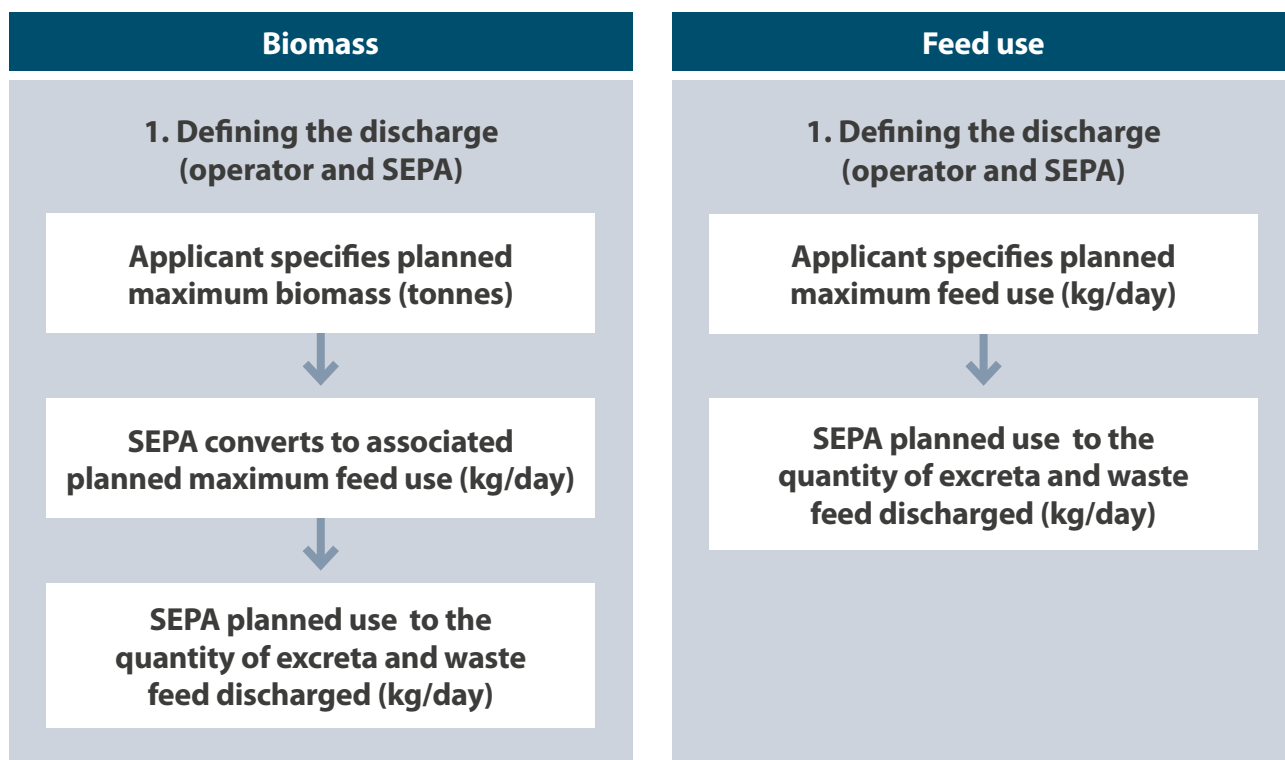 Biomass
1. Defining the discharge
(operator and SEPA)
Applicant specifies planned
maximum biomass (tonnes)
SEPA converts to associated
planned maximum feed use (kg/day)
SEPA planned use  to the
quantity of excreta and waste
feed discharged (kg/day)
Feed use
1. Defining the discharge
(operator and SEPA)
Applicant specifies planned
maximum feed use (kg/day)
SEPA planned use  to the
quantity of excreta and waste
feed discharged (kg/day)